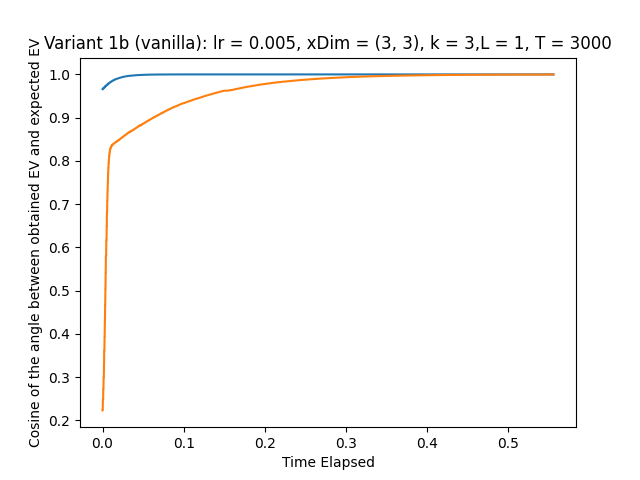 Variant 1b (vanilla): lr = 0.005, xDim = (3, 3), k = 3,L = 1, T = 3000
Cosine of the angle between obtained EV and expected EV
1.0
0.9
0.8
0.7
0.6
0.5
0.4
0.3
0.2
0.0 0.1 0.2 0.3 0.4 0.5
Time Elapsed